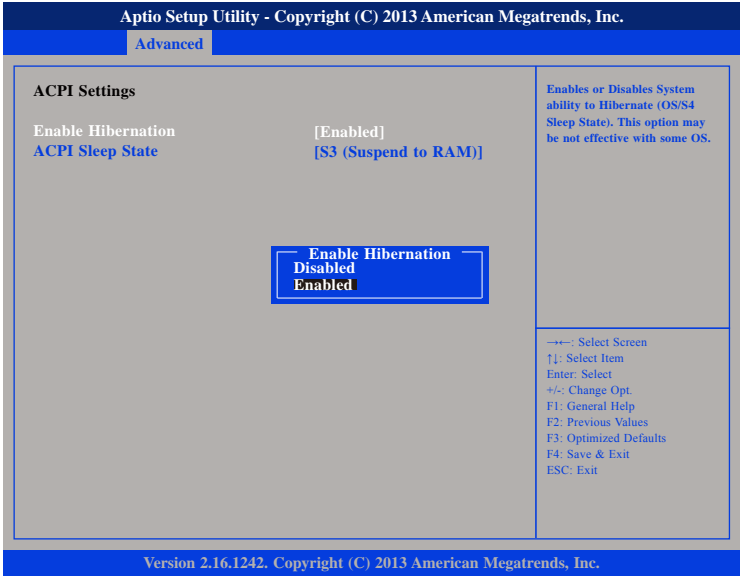 Aptio Setup Utility - Copyright (C) 2013 American Megatrends, Inc.
Advanced
ACPI Settings
Enable Hibernation [Enabled]
ACPI Sleep State [S3 (Suspend to RAM)]
Enable Hibernation
Disabled
Enabled
Enables or Disables System
ability to Hibernate (OS/S4
Sleep State). This option may
be not effective with some OS.
→←: Select Screen
↑↓: Select Item
Enter: Select
+/-: Change Opt.
F1: General Help
F2: Previous Values
F3: Optimized Defaults
F4: Save & Exit
ESC: Exit
Version 2.16.1242. Copyright (C) 2013 American Megatrends, Inc.